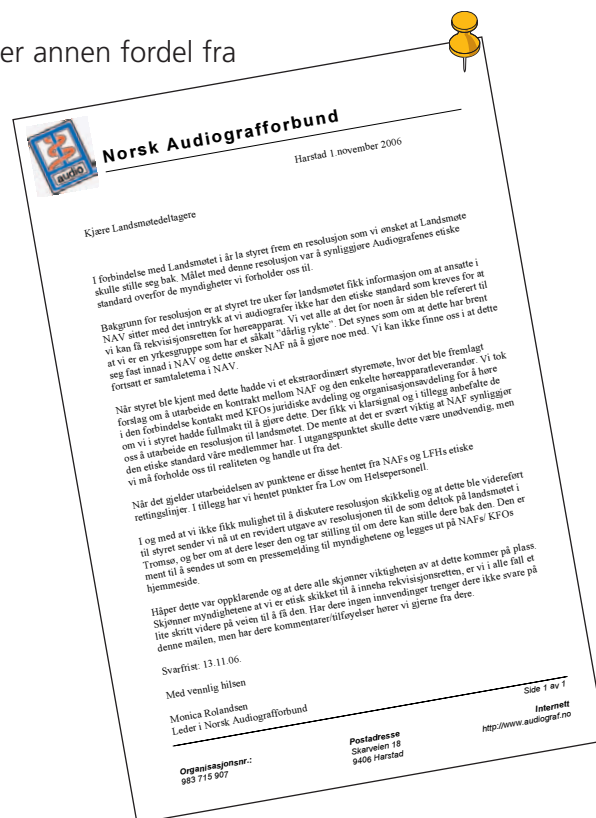 er annen fordel fra
audio
Norsk Audiografforbund
Harstad 1.november 2006
Kjære Landsmøtedeltagere
I forbindelse med Landsmøtet i år la styret frem en resolusjon som vi ønsket at Landsmøte
skulle stille seg bak. Målet med denne resolusjon var å synliggjøre Audiografenes etiske
standard overfor de myndigheter vi forholder oss til.
Bakgrunn for resolusjon er at styret tre uker før landsmøtet fikk informasjon om at ansatte i
NAV sitter med det inntrykk at vi audiografer ikke har den etiske standard som kreves for at
vi kan få rekvisisjonsretten for høreapparat. Vi vet alle at det for noen år siden ble referert til
at vi er en yrkesgruppe som har et såkalt "dårlig rykte". Det synes som om at dette har brent
seg fast innad i NAV og dette ønsker NAF nå å gjøre noe med. Vi kan ikke finne oss i at dette
fortsatt er samtaletema i NAV.
Når styret ble kjent med dette hadde vi et ekstraordinært styremøte, hvor det ble fremlagt
forslag om å utarbeide en kontrakt mellom NAF og den enkelte høreapparatleverandør. Vi tok
i den forbindelse kontakt med KFOs juridiske avdeling og organisasjonsavdeling for å høre
om vi i styret hadde fullmakt til å gjøre dette. Der fikk vi klarsignal og i tillegg anbefalte de
oss å utarbeide en resolusjon til landsmøtet. De mente at det er svært viktig at NAF synliggjør
den etiske standard våre medlemmer har. I utgangspunktet skulle dette være unødvendig, men
vi må forholde oss til realiteten og handle ut fra det.
Når det gjelder utarbeidelsen av punktene er disse hentet fra NAFs og LFHs etiske
rettingslinjer. I tillegg har vi hentet punkter fra Lov om Helsepersonell.
I og med at vi ikke fikk mulighet til å diskutere resolusjon skikkelig og at dette ble videreført
til styret sender vi nå ut en revidert utgave av resolusjonen til de som deltok på landsmøtet i
Tromsø, og ber om at dere leser den og tar stilling til om dere kan stille dere bak den. Den er
ment til å sendes ut som en pressemelding til myndighetene og legges ut på NAFs/ KFOs
hjemmeside.
Håper dette var oppklarende og at dere alle skjønner viktigheten av at dette kommer på plass.
Skjønner myndighetene at vi er etisk skikket til å inneha rekvisisjonsretten, er vi i alle fall et
lite skritt videre på veien til å få den. Har dere ingen innvendinger trenger dere ikke svare på
denne mailen, men har dere kommentarer/tilføyelser hører vi gjerne fra dere.
Svarfrist: 13.11.06.
Med vennlig hilsen
Monica Rolandsen
Leder i Norsk Audiografforbund
Side 1 av 1
Organisasjonsnr.:
983 715 907
Postadresse
Skarveien 18
9406 Harstad
Internett
http://www.audiograf.no